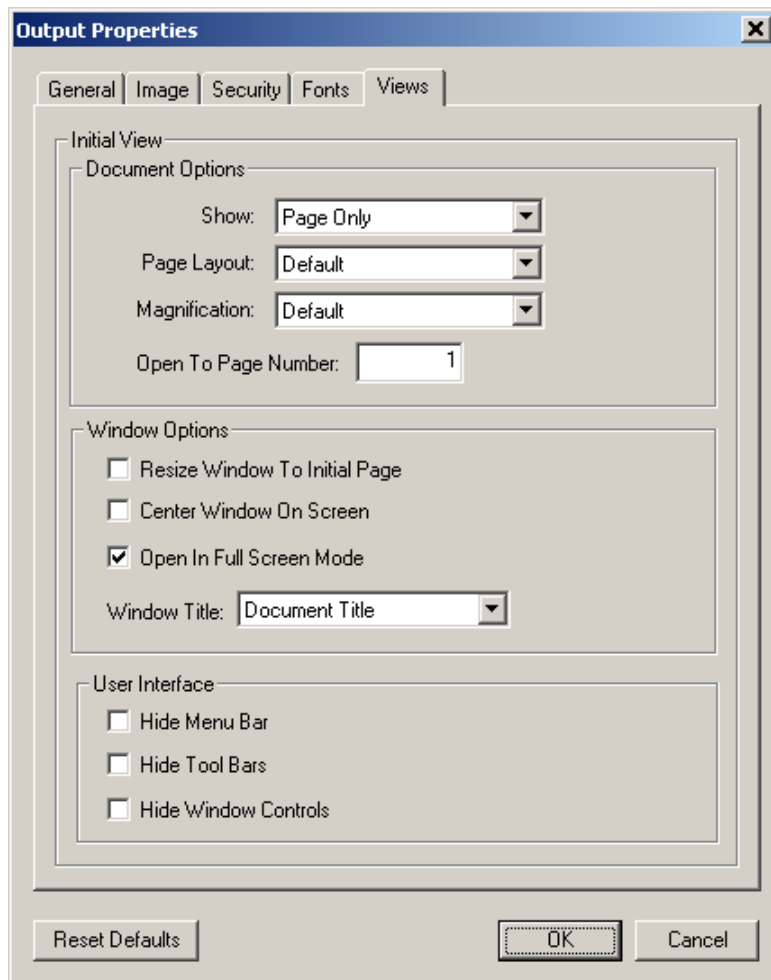 Output Properties
General Image Security Fonts Views
Initial View
Document Options
Show: Page Only
Page Layout: Default
Magnification: Default
Open To Page Number: 1
Window Options
Resize Window To Initial Page
Center Window On Screen
Open In Full Screen Mode
Window Title: Document Title
User Interface
Hide Menu Bar
Hide Tool Bars
Hide Window Controls
Reset Defaults OK Cancel